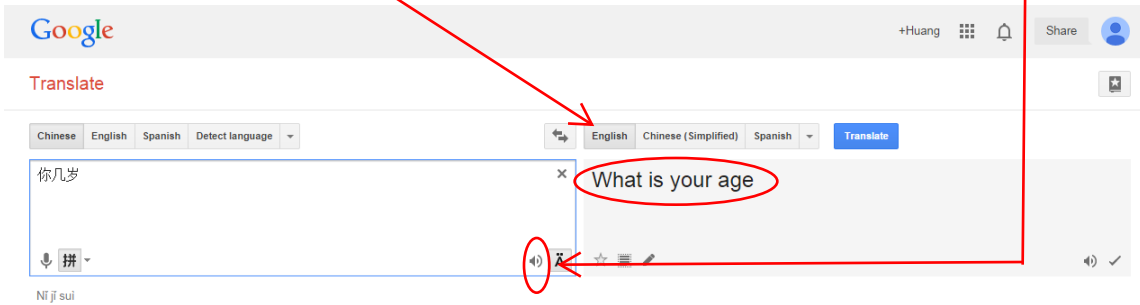 Google
+Huang
Share
Translate
Chinese English Spanish Detect language
English Chinese (Simplified) Spanish Translate
你几岁
What is your age
拼
Ä
Nǐ jǐ suì